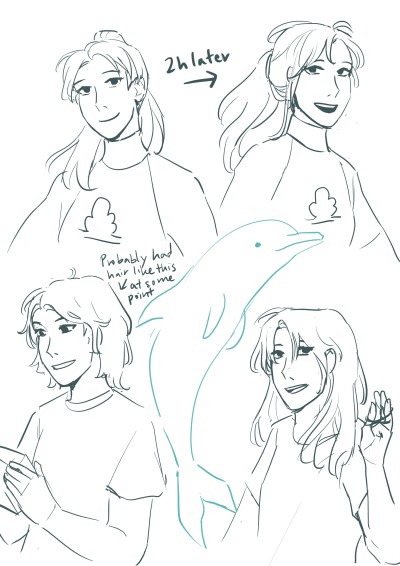 2h later
Probably had
hair like this
at some
point